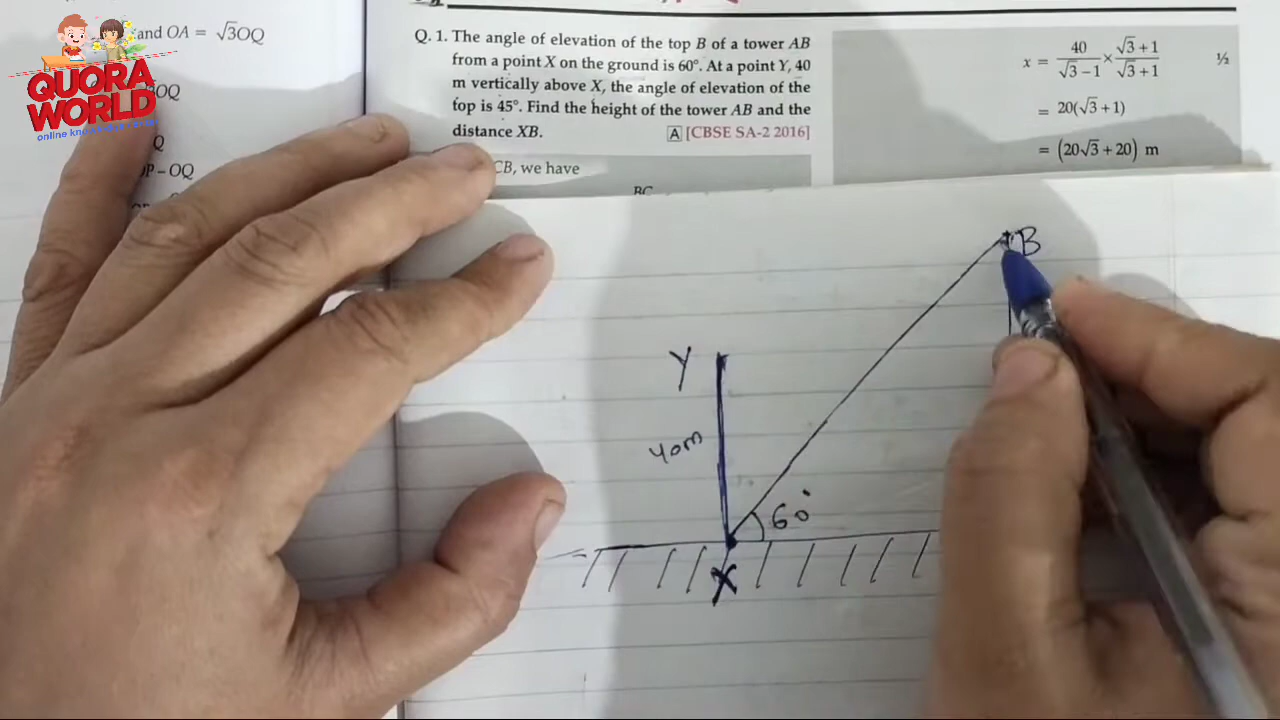 QUORA
WORLD
and OA = √3OQ
OQ
Q
OP – OQ
Q. 1. The angle of elevation of the top B of a tower AB
from a point X on the ground is 60°. At a point Y, 40
m vertically above X, the angle of elevation of the
top is 45°. Find the height of the tower AB and the
distance XB. A [CBSE SA-2 2016]
CB, we have
BC
x = 40/(√3 – 1) × (√3 + 1)/(√3 + 1) ½
= 20(√3 + 1)
= (20√3 + 20) m
B
Y
40m
60°
X